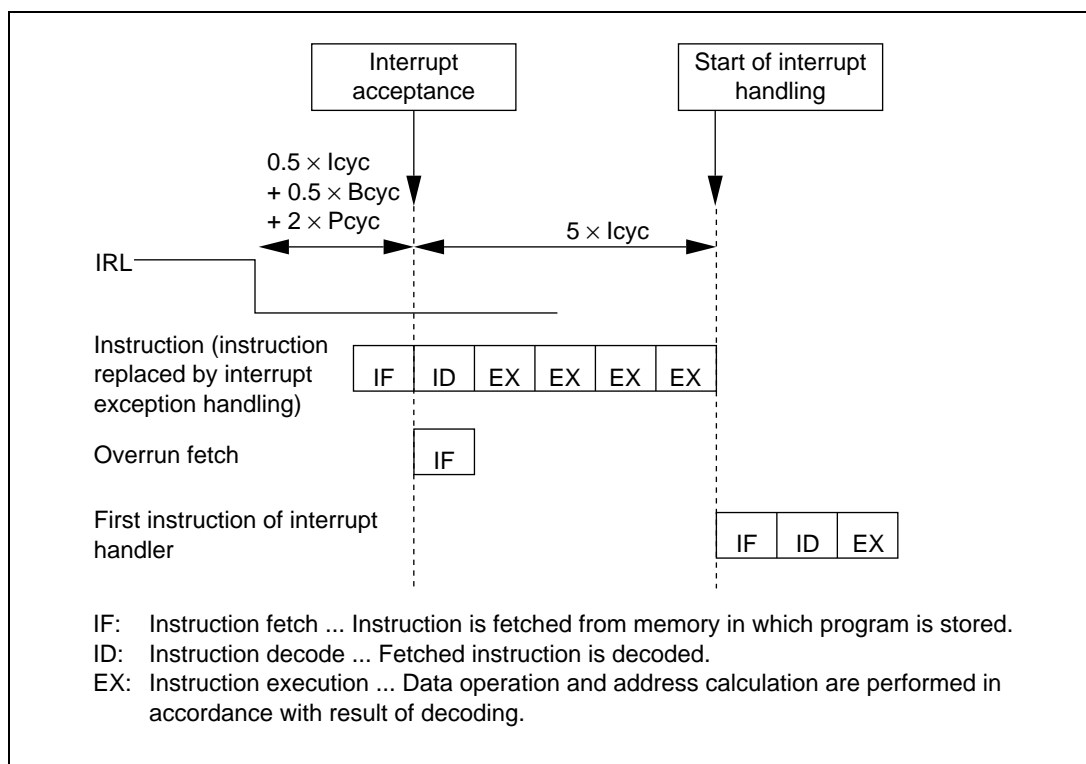 Interrupt
acceptance
Start of interrupt
handling
0.5 × Icyc
+ 0.5 × Bcyc
+ 2 × Pcyc
5 × Icyc
IRL
Instruction (instruction
replaced by interrupt
exception handling)
IF ID EX EX EX EX
Overrun fetch
IF
First instruction of interrupt
handler
IF ID EX
IF: Instruction fetch ... Instruction is fetched from memory in which program is stored.
ID: Instruction decode ... Fetched instruction is decoded.
EX: Instruction execution ... Data operation and address calculation are performed in
accordance with result of decoding.